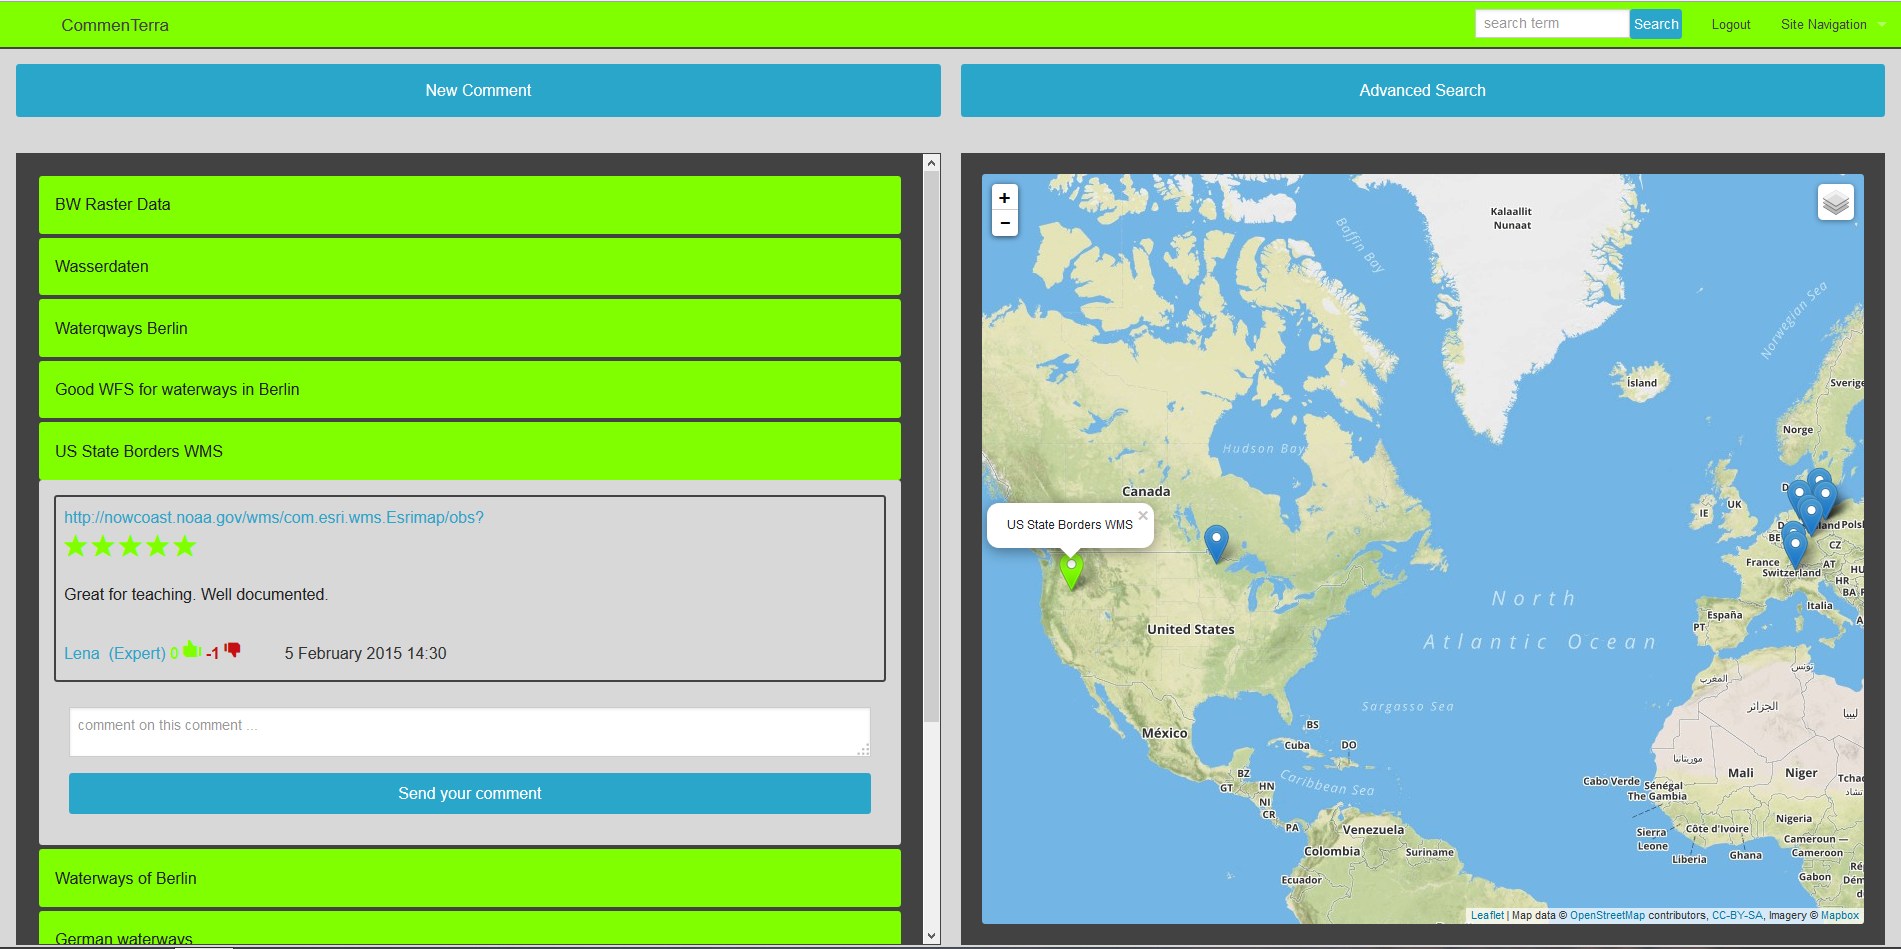 CommenTerra
search term
Search
Logout
Site Navigation
New Comment
Advanced Search
BW Raster Data
Wasserdaten
Waterqways Berlin
Good WFS for waterways in Berlin
US State Borders WMS
http://nowcoast.noaa.gov/wms/com.esri.wms.Esrimap/obs?
Great for teaching. Well documented.
Lena (Expert) 0 -1 5 February 2015 14:30
comment on this comment ...
Send your comment
Waterways of Berlin
German waterways
+
−
Kalaallit
Nunaat
Baffin Bay
Norwegian Sea
Ísland
Sverige
Norge
Hudson Bay
Canada
US State Borders WMS ×
UK
IE
BE
Polsk
CZ
France
Switzerland
AT
HU
HR
BA
Italia
España
PT
United States
North
Atlantic Ocean
Sargasso Sea
México
BS
Cuba
DO
BZ
GT
HN
NI
CR
PA
Caribbean Sea
Venezuela
Colombia
Suriname
Ecuador
تونس
المغرب
الجزائر
ليبيا
موريتانيا
Mali
Niger
Tchad
تشاد
Cabo Verde
Sénégal
The Gambia
Sierra
Leone
Liberia
Côte d'Ivoire
Ghana
Nigeria
Cameroun —
Cameroon
Gabon
Leaflet | Map data © OpenStreetMap contributors, CC-BY-SA, Imagery © Mapbox